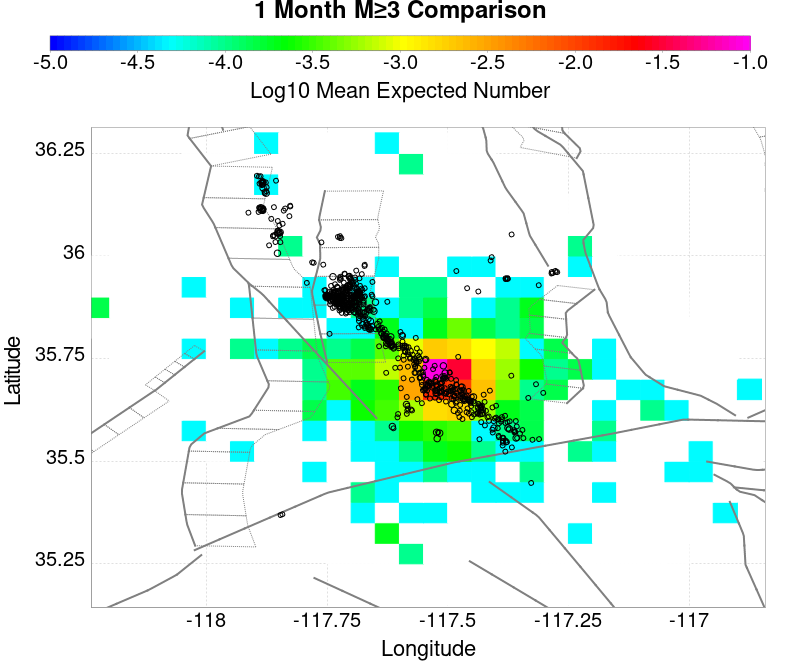 1 Month M≥3 Comparison
-5.0 -4.5 -4.0 -3.5 -3.0 -2.5 -2.0 -1.5 -1.0
Log10 Mean Expected Number
36.25
36
35.75
35.5
35.25
Latitude
-118 -117.75 -117.5 -117.25 -117
Longitude